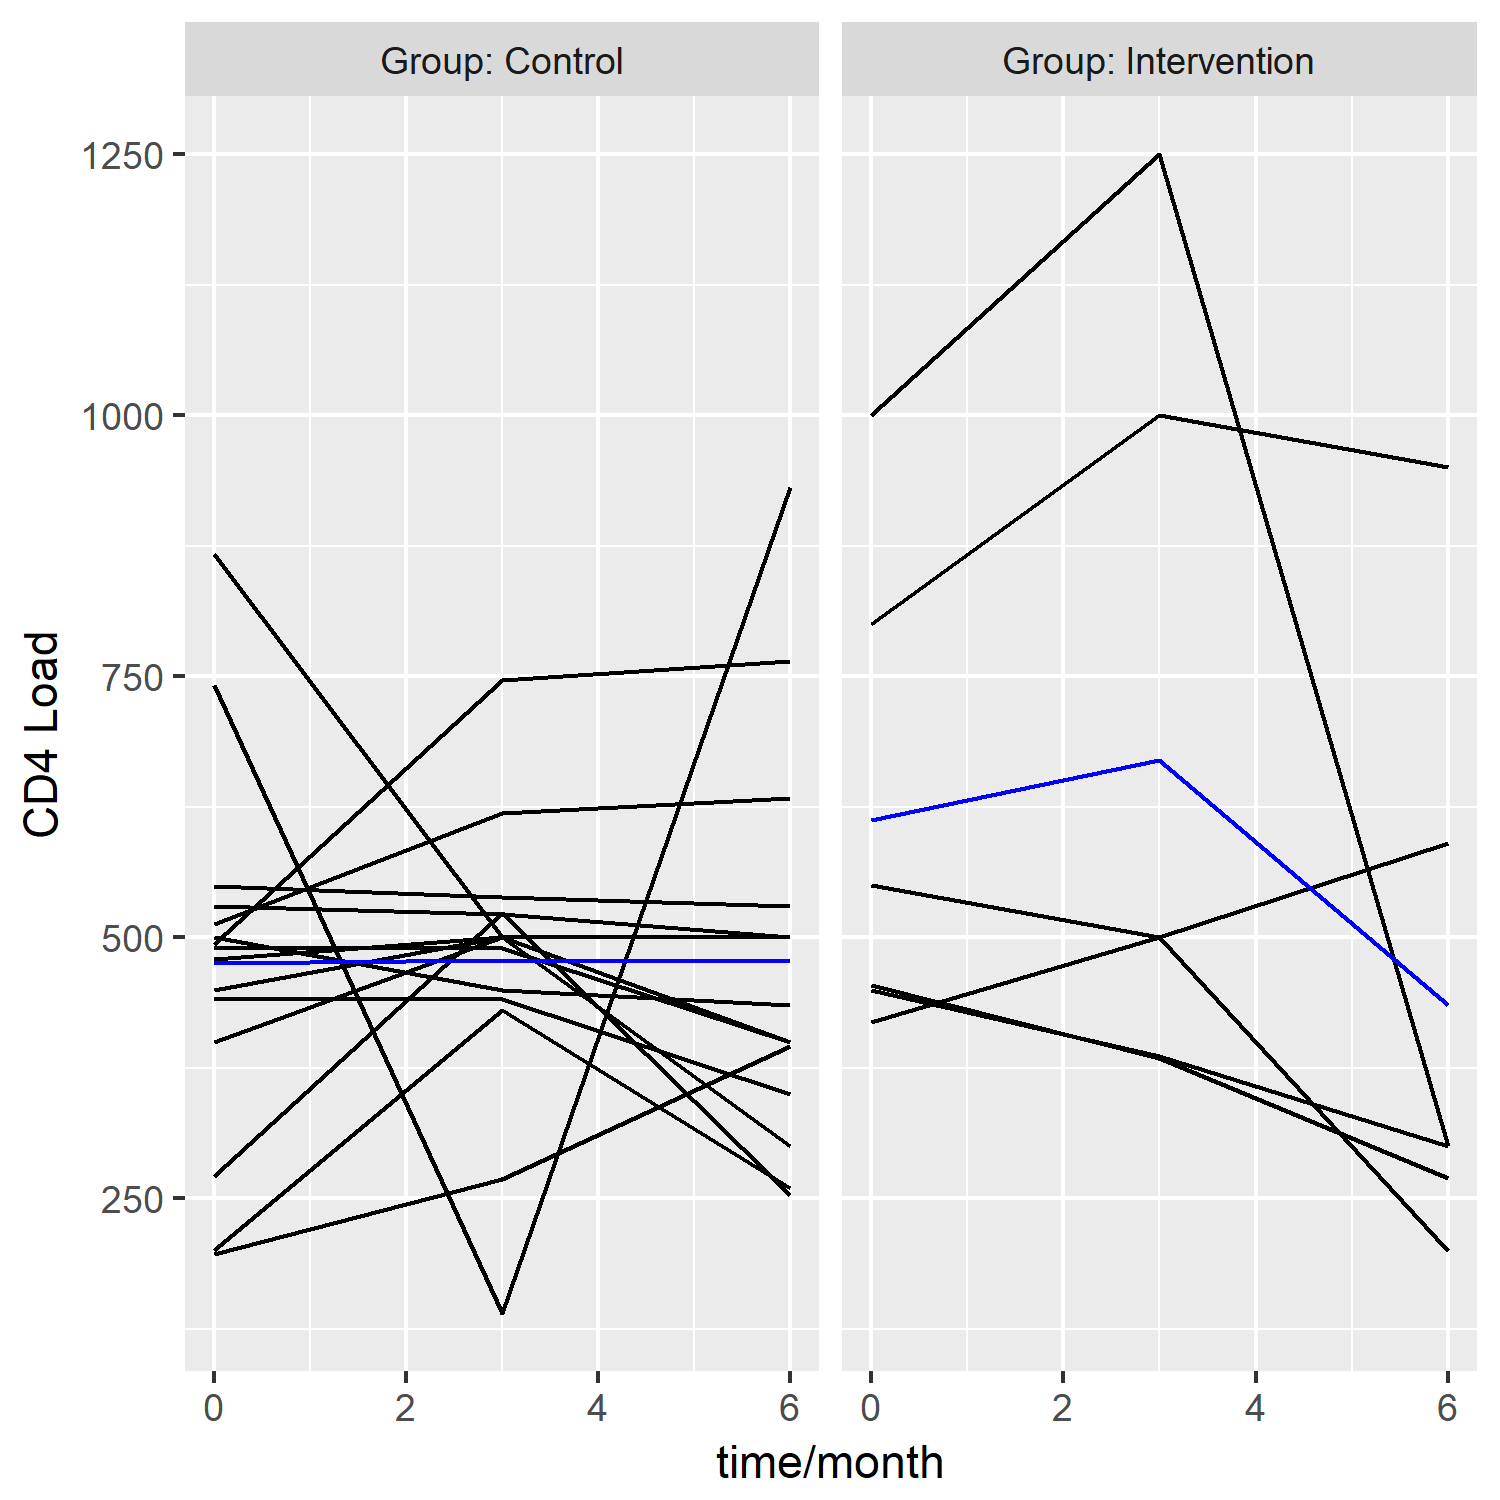 Group: Control
Group: Intervention
1250
1000
750
500
250
CD4 Load
0 2 4 6
0 2 4 6
time/month